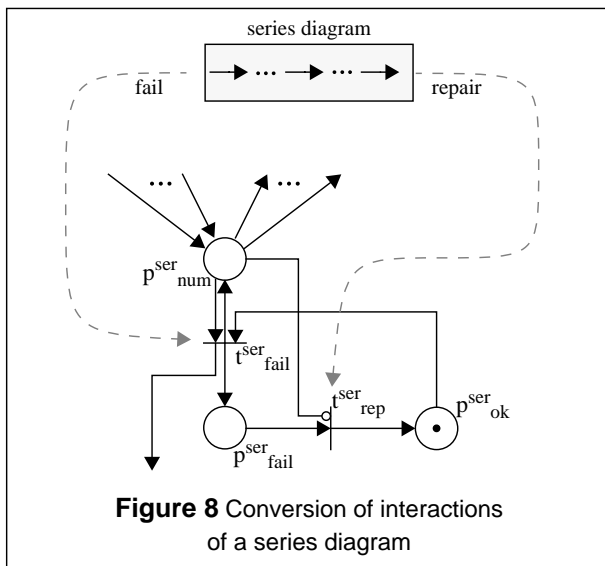 series diagram
... ...
fail
repair
... ...
p^ser_num
t^ser_fail
t^ser_rep
p^ser_ok
p^ser_fail
Figure 8 Conversion of interactions
of a series diagram